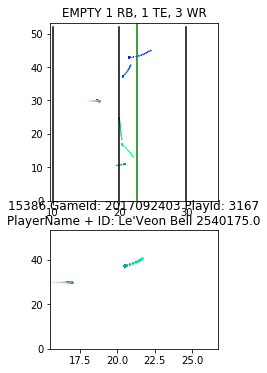 EMPTY 1 RB, 1 TE, 3 WR
50
40
30
20
10
0
10 20 30
15386 GameId: 2017092403 PlayId: 3167
PlayerName + ID: Le'Veon Bell 2540175.0
40
20
0
17.5 20.0 22.5 25.0